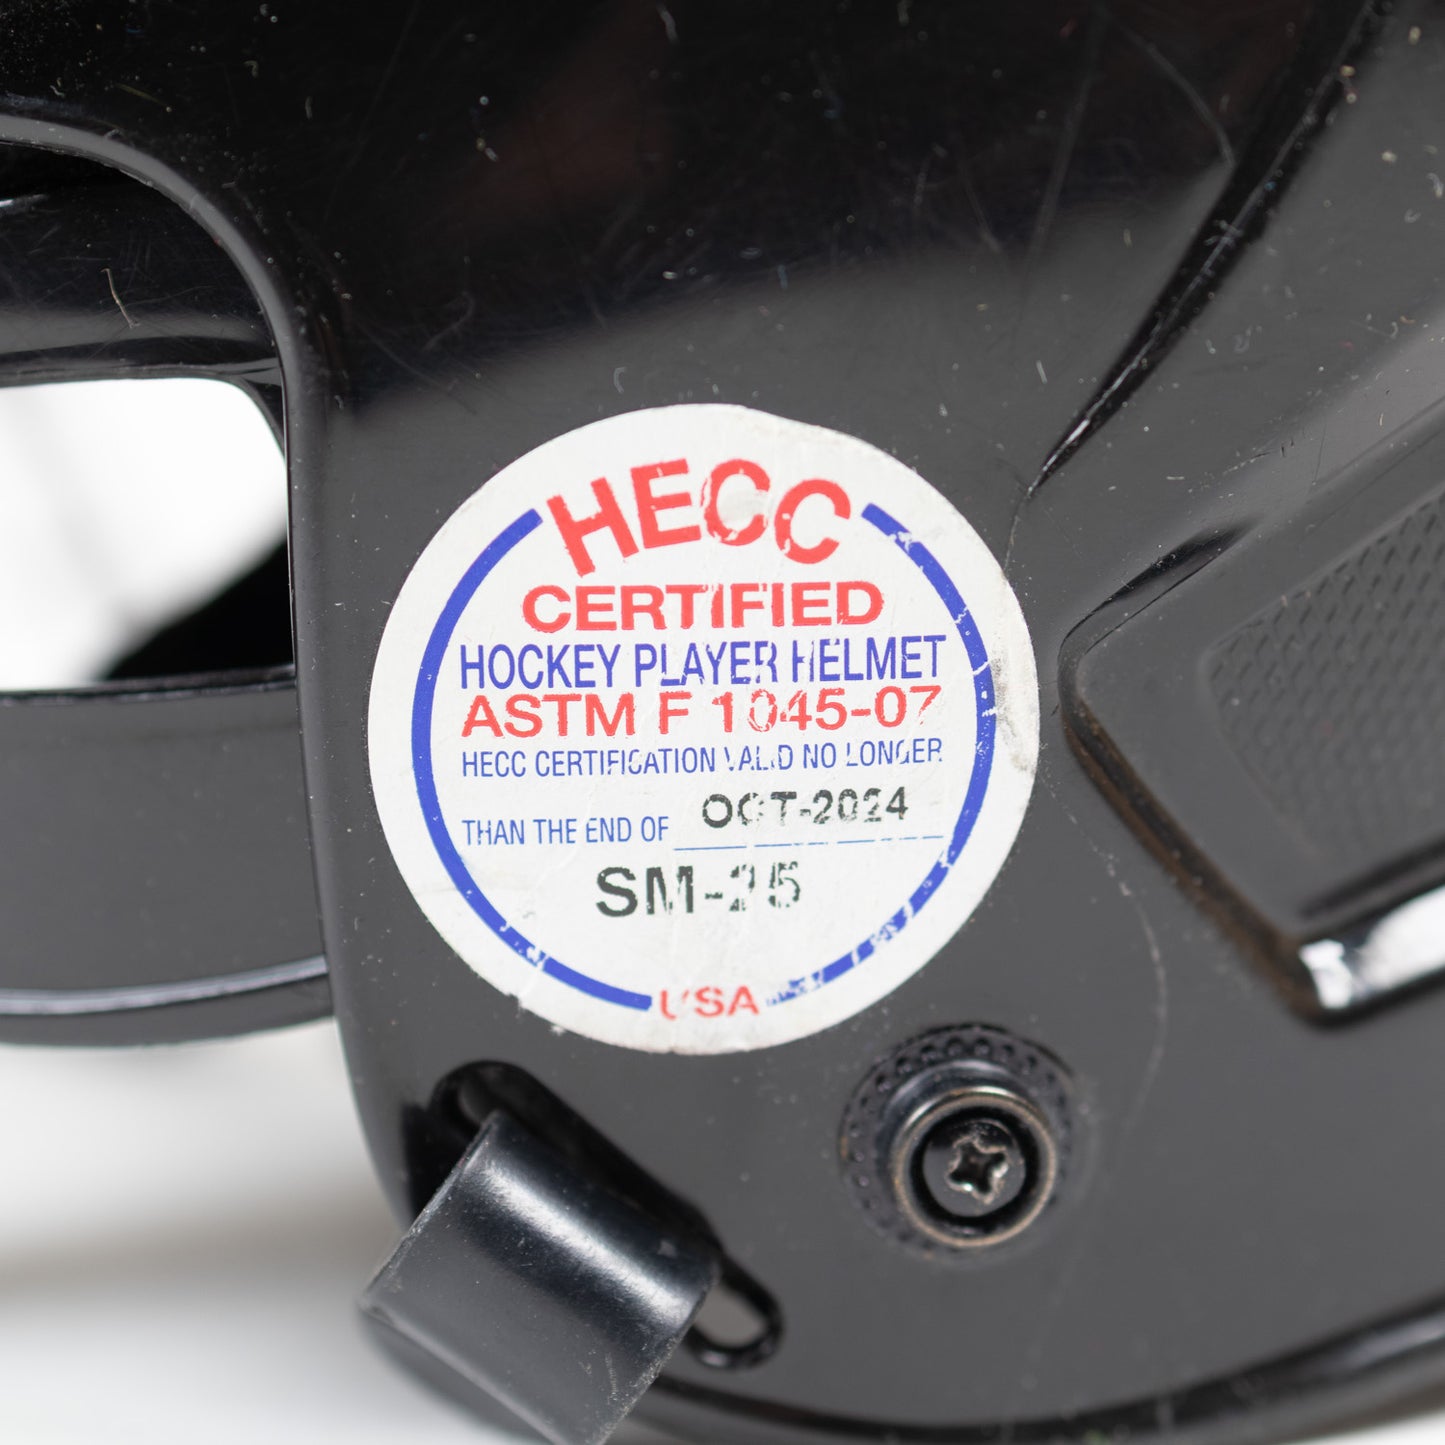 HECC
CERTIFIED
HOCKEY PLAYER HELMET
ASTM F 1045-07
HECC CERTIFICATION VALID NO LONGER
THAN THE END OF OCT-2024
SM-25
USA